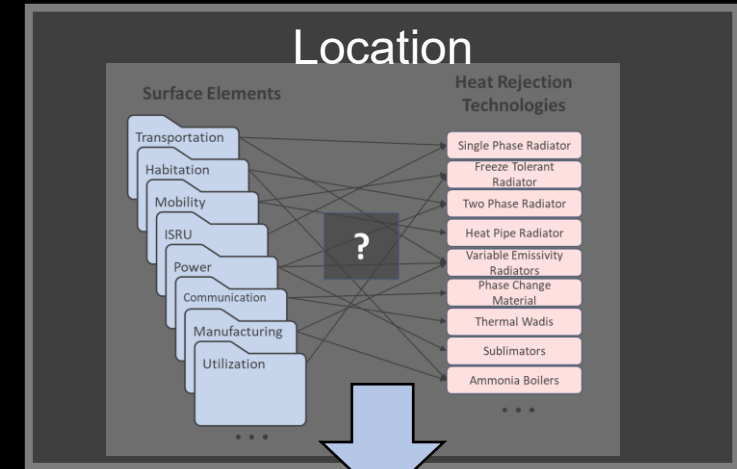 Location
Surface Elements
Transportation
Habitation
Mobility
ISRU
Power
Communication
Manufacturing
Utilization
• • •
?
Heat Rejection
Technologies
Single Phase Radiator
Freeze Tolerant
Radiator
Two Phase Radiator
Heat Pipe Radiator
Variable Emissivity
Radiators
Phase Change
Material
Thermal Wadis
Sublimators
Ammonia Boilers
• • •